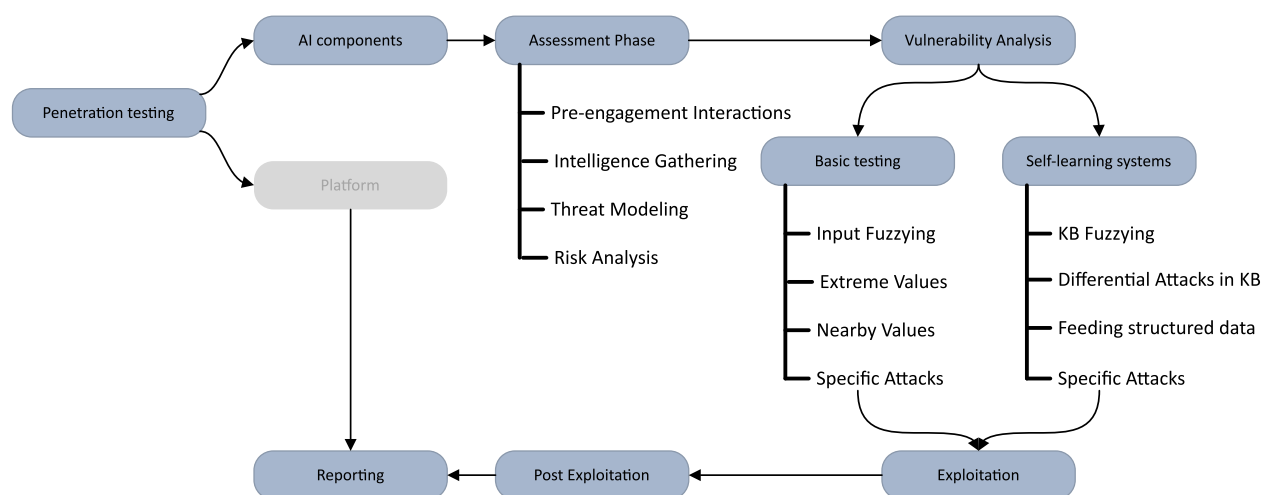 AI components
Assessment Phase
Vulnerability Analysis
Penetration testing
Pre-engagement Interactions
Intelligence Gathering
Threat Modeling
Risk Analysis
Platform
Basic testing
Self-learning systems
Input Fuzzying
Extreme Values
Nearby Values
Specific Attacks
KB Fuzzying
Differential Attacks in KB
Feeding structured data
Specific Attacks
Reporting
Post Exploitation
Exploitation